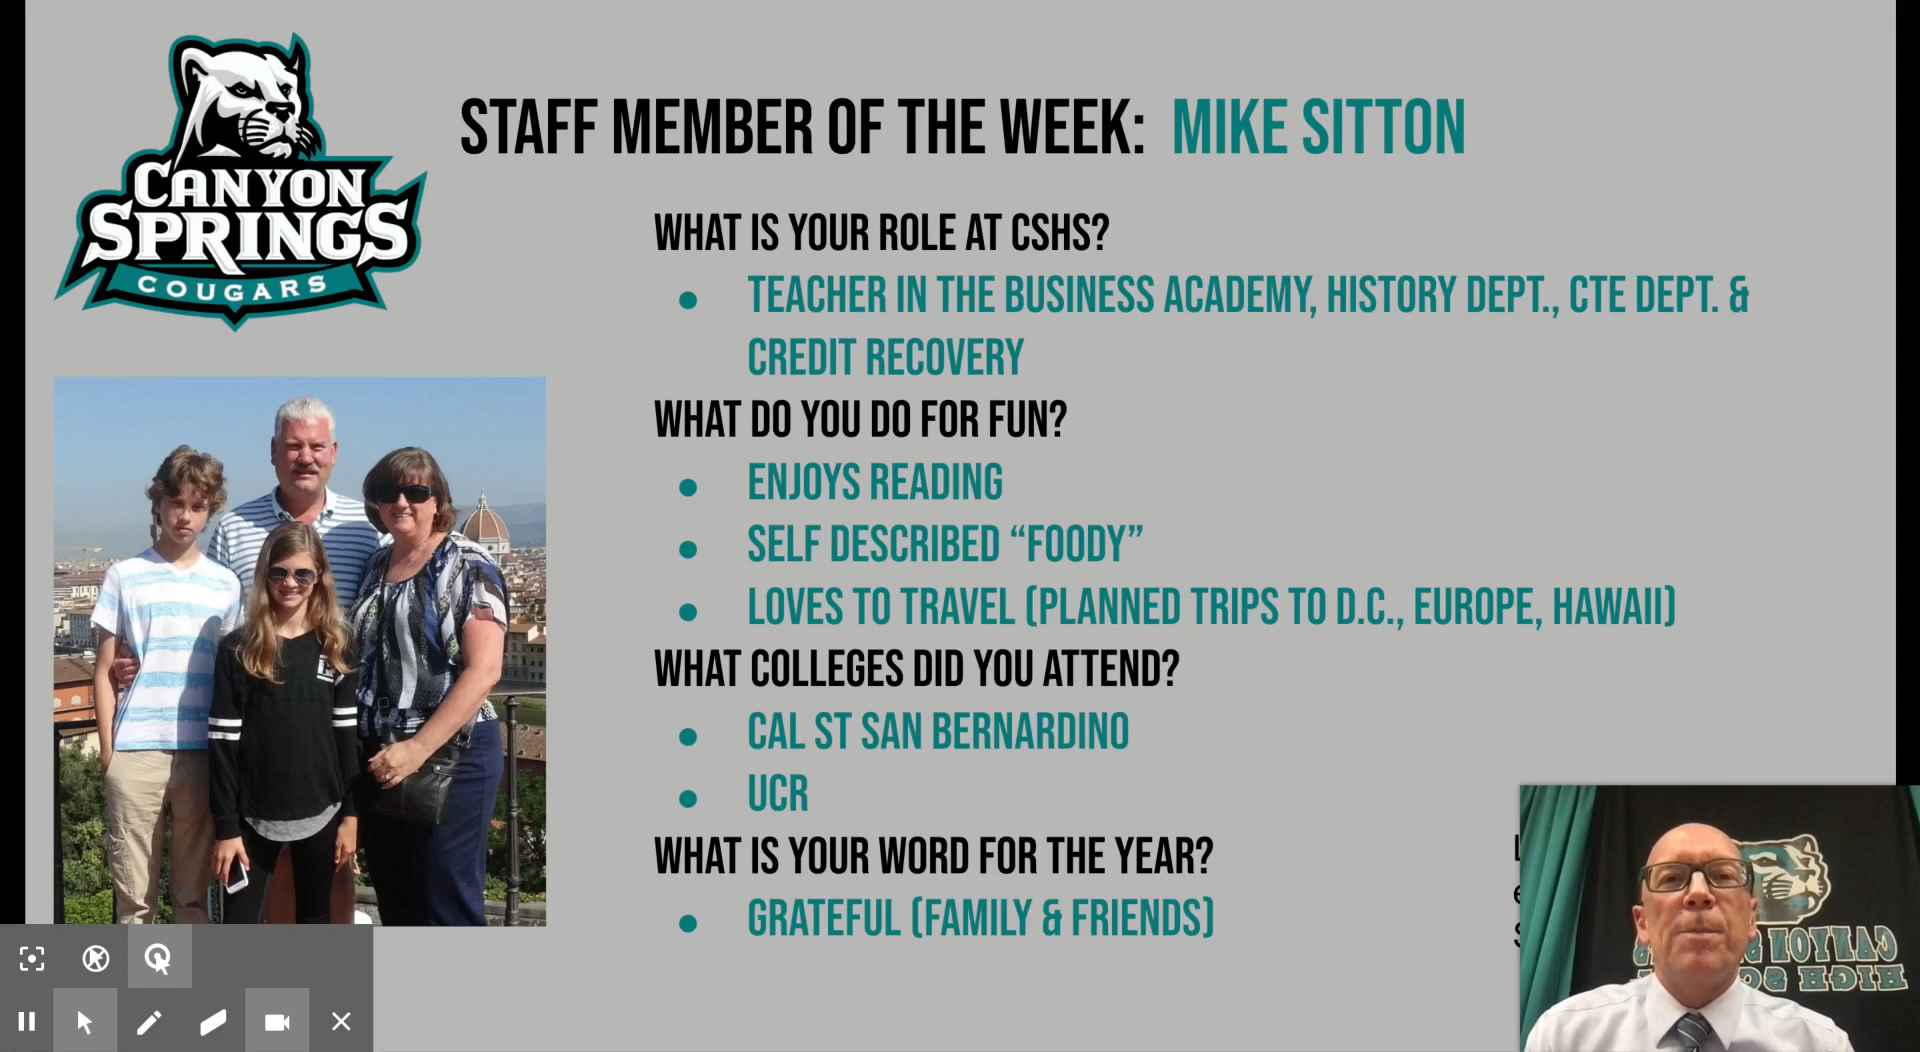 CANYON
SPRINGS
COUGARS
STAFF MEMBER OF THE WEEK: MIKE SITTON
WHAT IS YOUR ROLE AT CSHS?
● TEACHER IN THE BUSINESS ACADEMY, HISTORY DEPT., CTE DEPT. &
CREDIT RECOVERY
WHAT DO YOU DO FOR FUN?
● ENJOYS READING
● SELF DESCRIBED “FOODY”
● LOVES TO TRAVEL (PLANNED TRIPS TO D.C., EUROPE, HAWAII)
WHAT COLLEGES DID YOU ATTEND?
● CAL ST SAN BERNARDINO
● UCR
WHAT IS YOUR WORD FOR THE YEAR?
● GRATEFUL (FAMILY & FRIENDS)
CANYON
HIGH